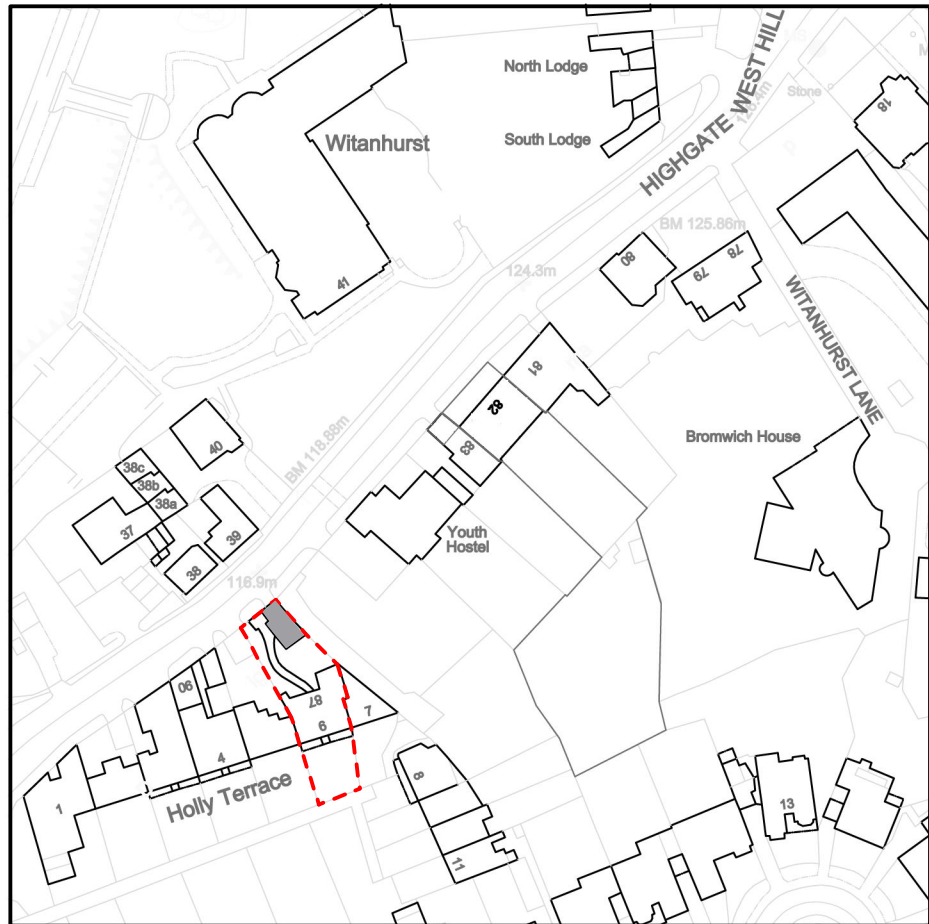 North Lodge
South Lodge
Witanhurst
HIGHGATE WEST HILL
126.4m
Stone
18
BM 125.86m
80
79
78
41
124.3m
WITANHURST LANE
81
82
83
Bromwich House
BM 118.88m
40
38c
38b
38a
37
39
38
Youth
Hostel
116.9m
90
87
7
6
4
1
Holly Terrace
8
11
13